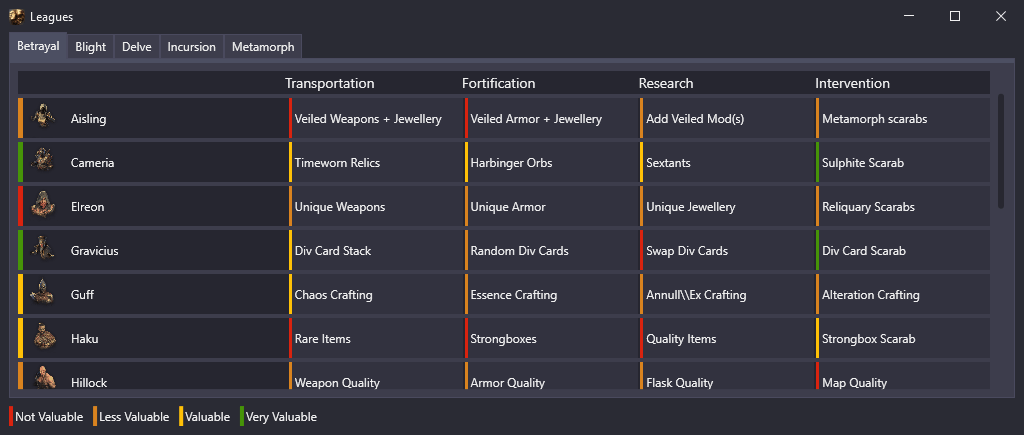 Leagues
Betrayal Blight Delve Incursion Metamorph
Transportation Fortification Research Intervention
Aisling Veiled Weapons + Jewellery Veiled Armor + Jewellery Add Veiled Mod(s) Metamorph scarabs
Cameria Timeworn Relics Harbinger Orbs Sextants Sulphite Scarab
Elreon Unique Weapons Unique Armor Unique Jewellery Reliquary Scarabs
Gravicius Div Card Stack Random Div Cards Swap Div Cards Div Card Scarab
Guff Chaos Crafting Essence Crafting Annull\\Ex Crafting Alteration Crafting
Haku Rare Items Strongboxes Quality Items Strongbox Scarab
Hillock Weapon Quality Armor Quality Flask Quality Map Quality
Not Valuable Less Valuable Valuable Very Valuable